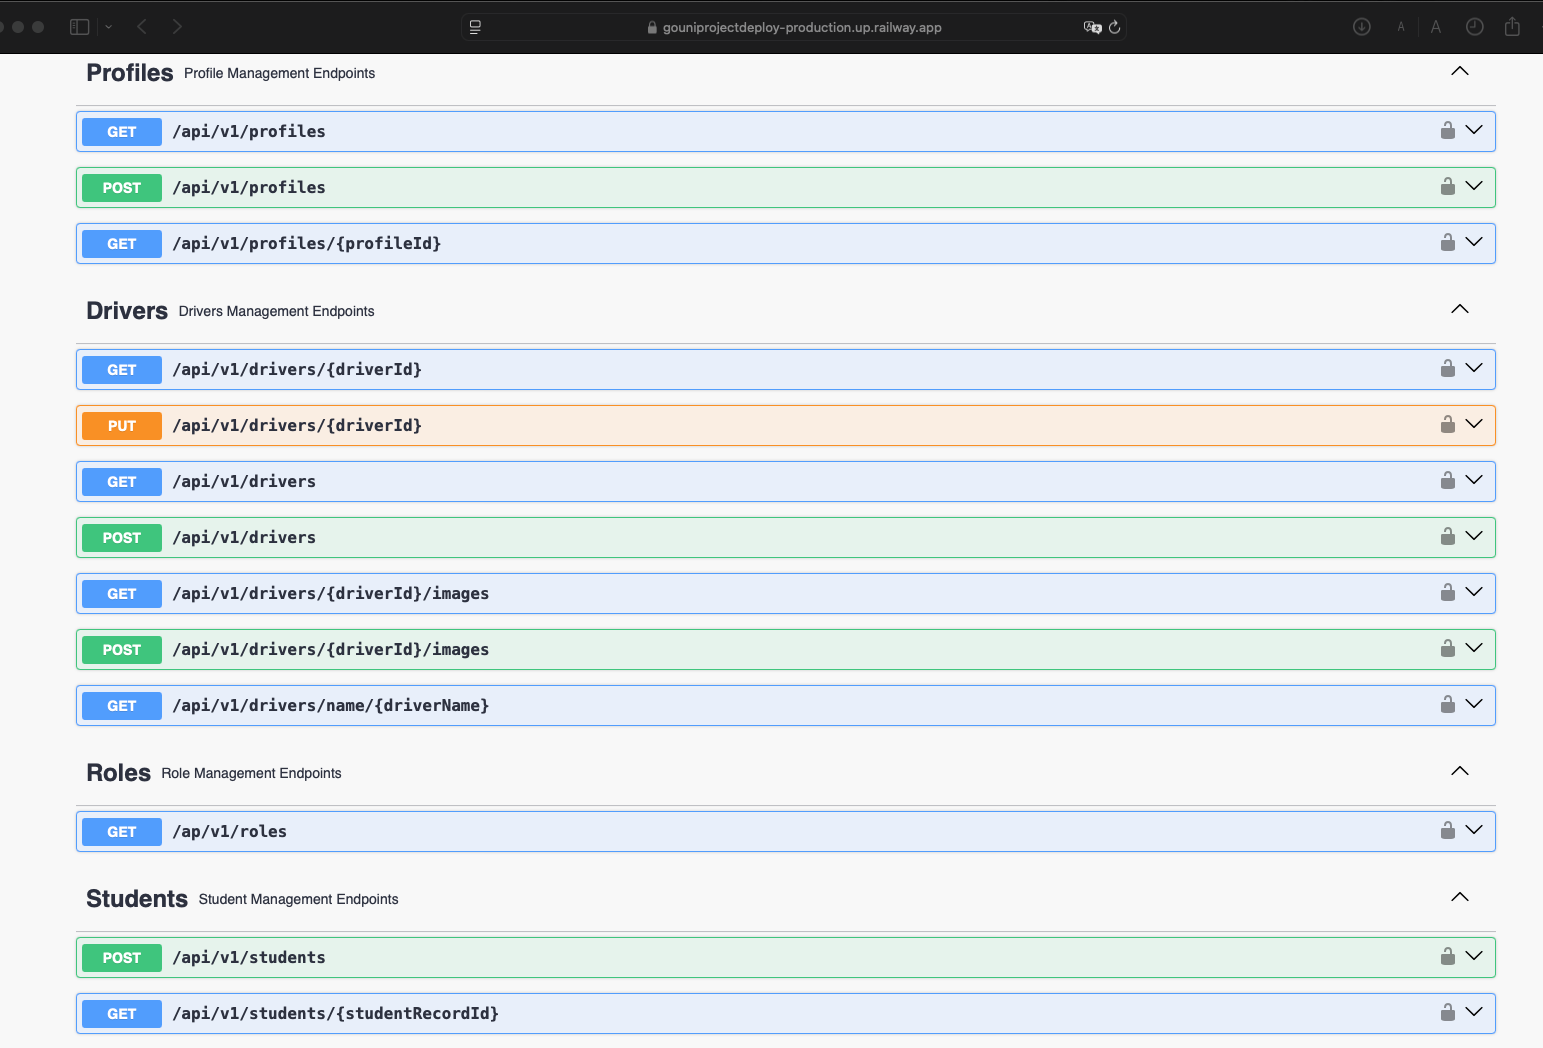 gouniprojectdeploy-production.up.railway.app
A A
Profiles Profile Management Endpoints
GET /api/v1/profiles
POST /api/v1/profiles
GET /api/v1/profiles/{profileId}
Drivers Drivers Management Endpoints
GET /api/v1/drivers/{driverId}
PUT /api/v1/drivers/{driverId}
GET /api/v1/drivers
POST /api/v1/drivers
GET /api/v1/drivers/{driverId}/images
POST /api/v1/drivers/{driverId}/images
GET /api/v1/drivers/name/{driverName}
Roles Role Management Endpoints
GET /ap/v1/roles
Students Student Management Endpoints
POST /api/v1/students
GET /api/v1/students/{studentRecordId}